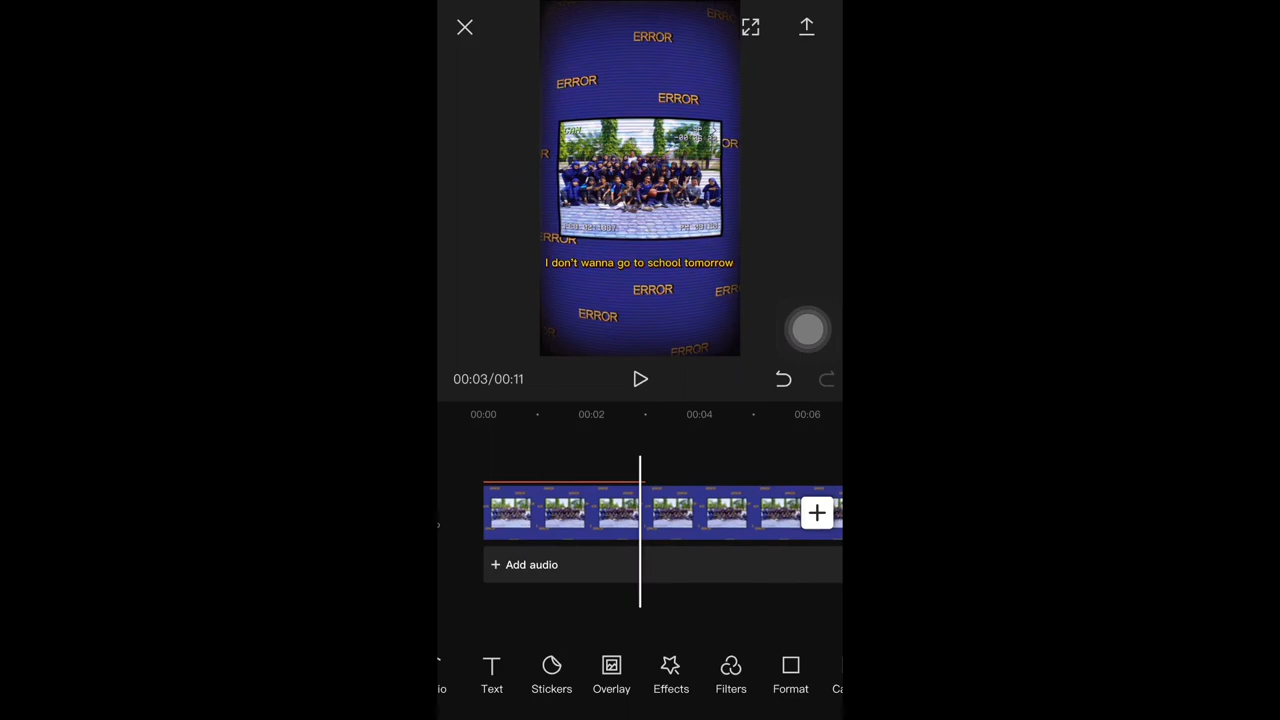 ERROR
ERROR
ERROR
ERROR
I don't wanna go to school tomorrow
ERROR
ERROR
ERROR
00:03/00:11
00:00
00:02
00:04
00:06
+ Add audio
Text
Stickers
Overlay
Effects
Filters
Format